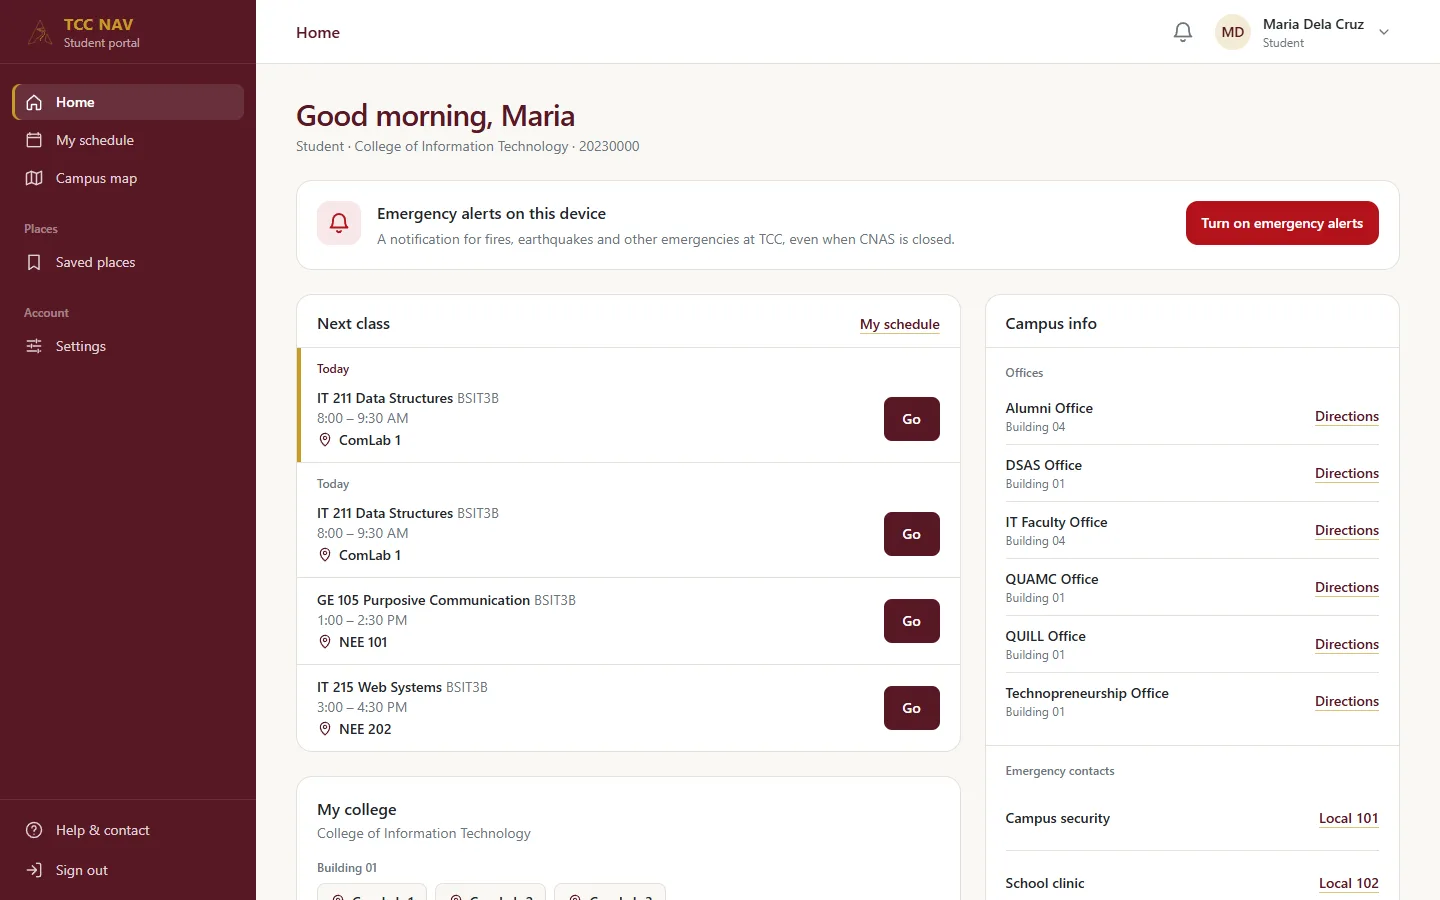 TCC NAV
Student portal
Home
My schedule
Campus map
Places
Saved places
Account
Settings
Help & contact
Sign out
Home
MD
Maria Dela Cruz
Student
Good morning, Maria
Student · College of Information Technology · 20230000
Emergency alerts on this device
A notification for fires, earthquakes and other emergencies at TCC, even when CNAS is closed.
Turn on emergency alerts
Next class
My schedule
Today
IT 211 Data Structures BSIT3B
8:00 – 9:30 AM
ComLab 1
Go
Today
IT 211 Data Structures BSIT3B
8:00 – 9:30 AM
ComLab 1
Go
GE 105 Purposive Communication BSIT3B
1:00 – 2:30 PM
NEE 101
Go
IT 215 Web Systems BSIT3B
3:00 – 4:30 PM
NEE 202
Go
My college
College of Information Technology
Building 01
Campus info
Offices
Alumni Office
Building 04
Directions
DSAS Office
Building 01
Directions
IT Faculty Office
Building 04
Directions
QUAMC Office
Building 01
Directions
QUILL Office
Building 01
Directions
Technopreneurship Office
Building 01
Directions
Emergency contacts
Campus security
Local 101
School clinic
Local 102